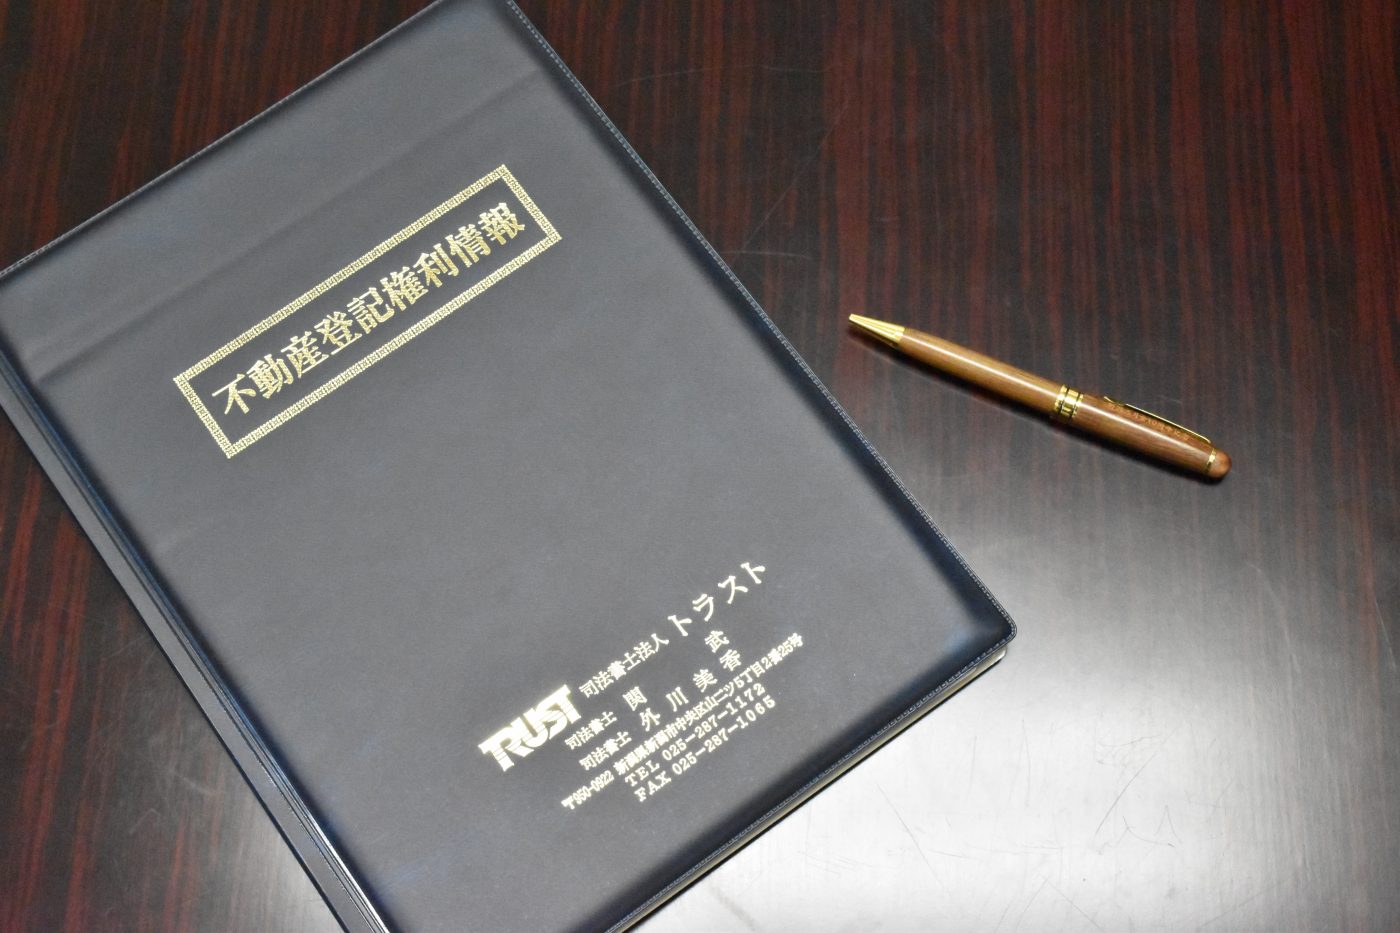 不動産登記権利情報
TRUST 司法書士法人 トラスト
司法書士 関 武
司法書士 外川美香
〒950-0922 新潟県新潟市中央区山二ツ5丁目2番25号
TEL 025-287-1172
FAX 025-287-1065